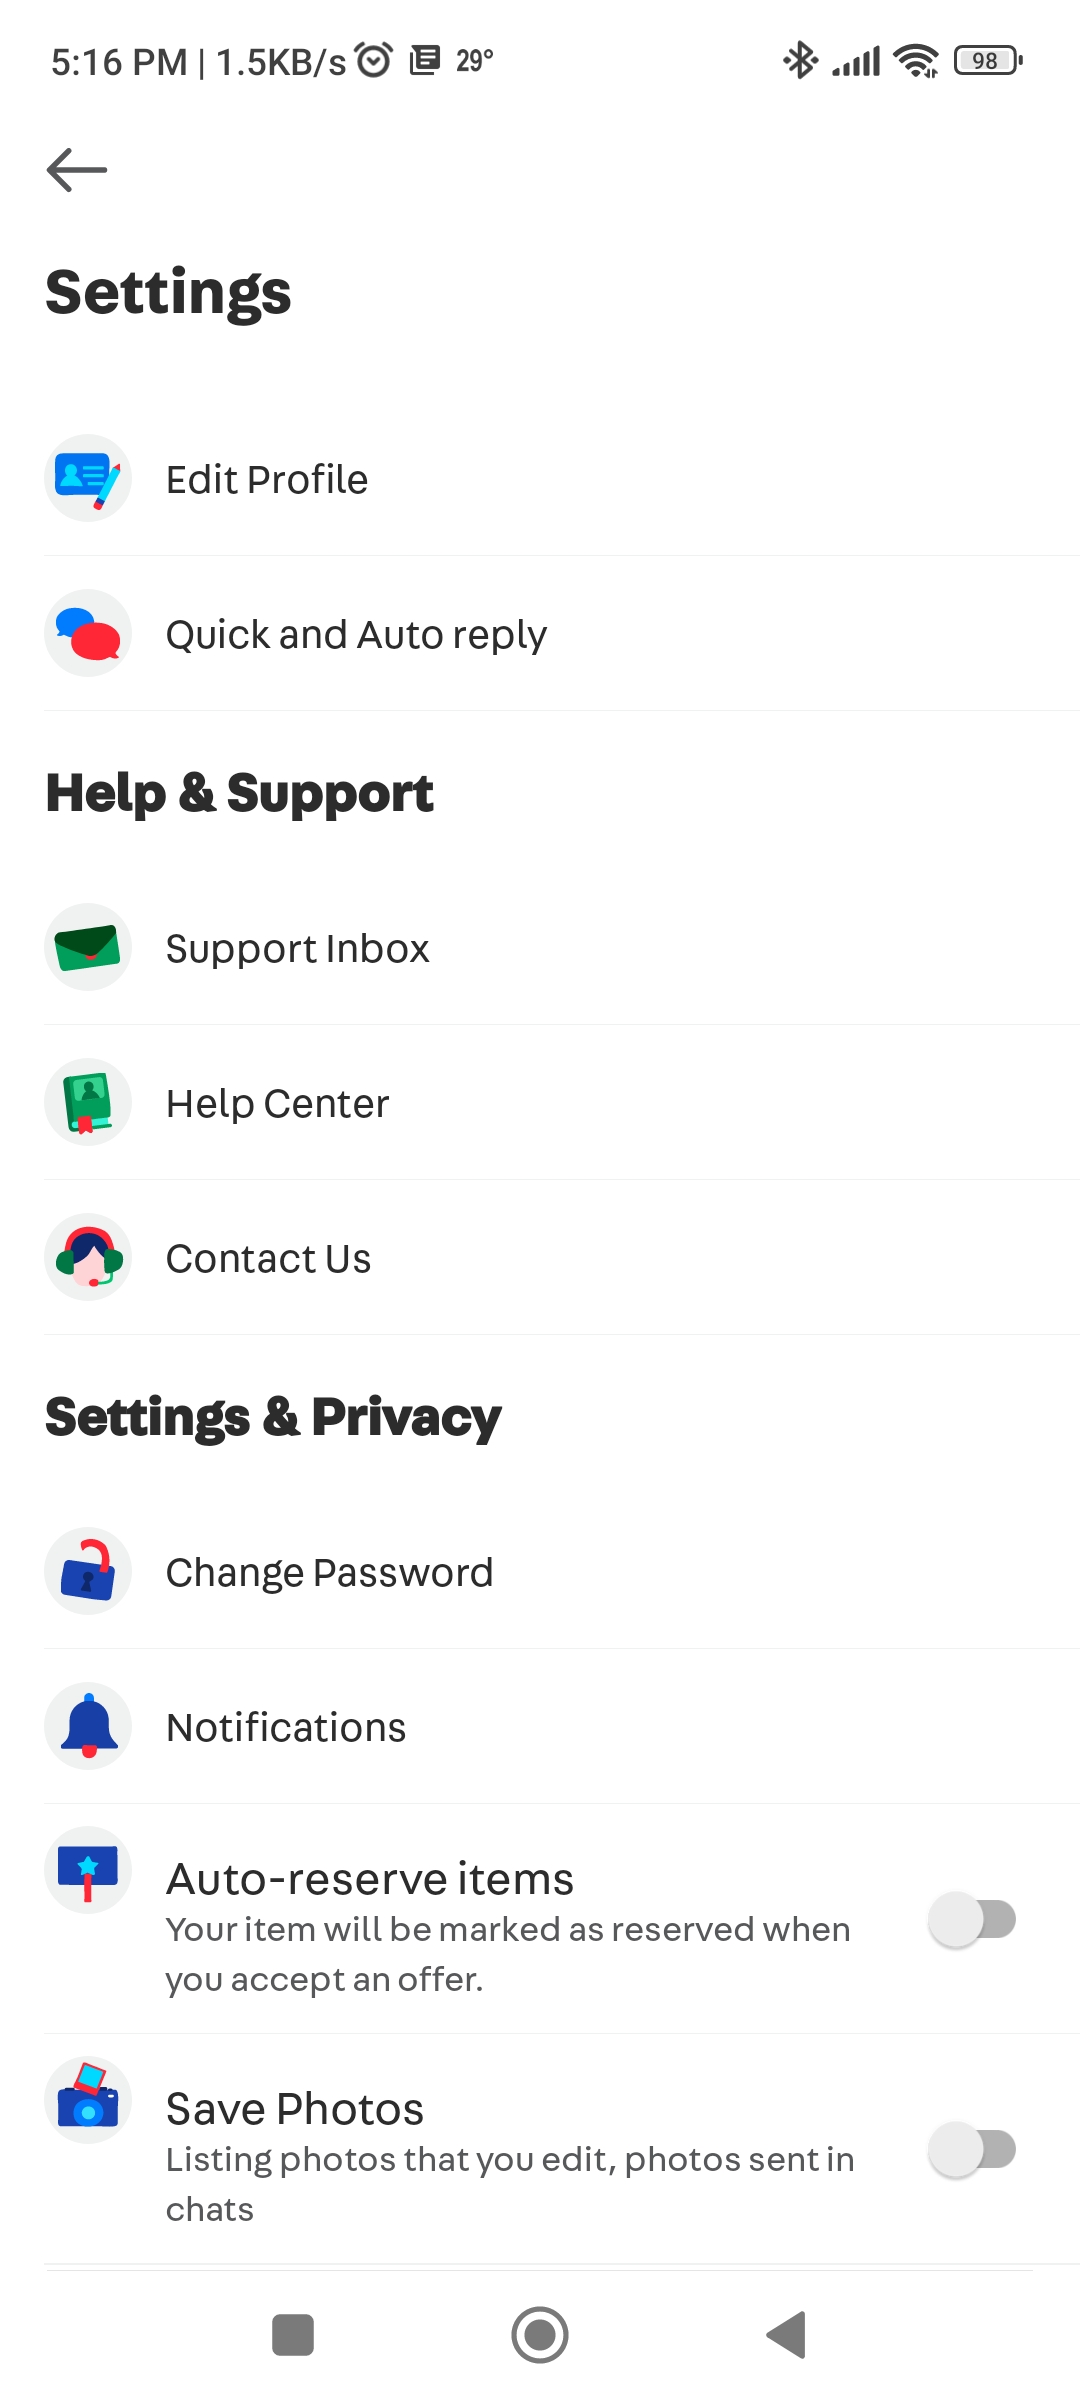 5:16 PM | 1.5KB/s 29° 98
Settings
Edit Profile
Quick and Auto reply
Help & Support
Support Inbox
Help Center
Contact Us
Settings & Privacy
Change Password
Notifications
Auto-reserve items
Your item will be marked as reserved when
you accept an offer.
Save Photos
Listing photos that you edit, photos sent in
chats